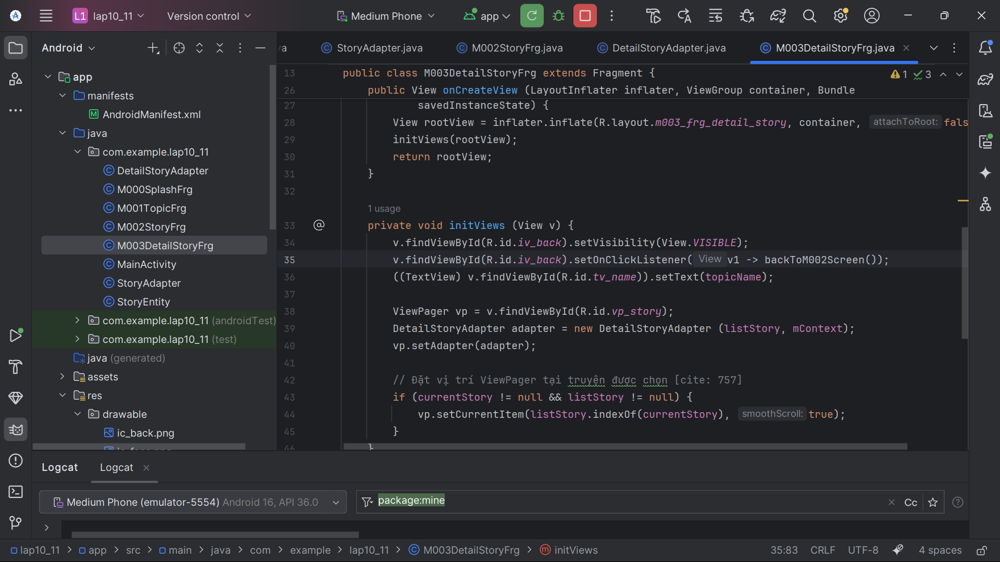 L1 lap10_11 Version control Medium Phone app
Android
StoryAdapter.java M002StoryFrg.java DetailStoryAdapter.java M003DetailStoryFrg.java
app
manifests
AndroidManifest.xml
java
com.example.lap10_11
DetailStoryAdapter
M000SplashFrg
M001TopicFrg
M002StoryFrg
M003DetailStoryFrg
MainActivity
StoryAdapter
StoryEntity
com.example.lap10_11 (androidTest)
com.example.lap10_11 (test)
java (generated)
assets
res
drawable
ic_back.png
1 3
13 public class M003DetailStoryFrg extends Fragment {
26 public View onCreateView (LayoutInflater inflater, ViewGroup container, Bundle
27 savedInstanceState) {
28 View rootView = inflater.inflate(R.layout.m003_frg_detail_story, container, attachToRoot: fals
29 initViews(rootView);
30 return rootView;
31 }
32
1 usage
33 @ private void initViews (View v) {
34 v.findViewById(R.id.iv_back).setVisibility(View.VISIBLE);
35 v.findViewById(R.id.iv_back).setOnClickListener( View v1 -> backToM002Screen());
36 ((TextView) v.findViewById(R.id.tv_name)).setText(topicName);
37
38 ViewPager vp = v.findViewById(R.id.vp_story);
39 DetailStoryAdapter adapter = new DetailStoryAdapter (listStory, mContext);
40 vp.setAdapter(adapter);
41
42 // Đặt vị trí ViewPager tại truyện được chọn [cite: 757]
43 if (currentStory != null && listStory != null) {
44 vp.setCurrentItem(listStory.indexOf(currentStory), smoothScroll: true);
45 }
46 }
Logcat Logcat
Medium Phone (emulator-5554) Android 16, API 36.0 package:mine Cc
lap10_11 > app > src > main > java > com > example > lap10_11 > M003DetailStoryFrg > initViews 35:83 CRLF UTF-8 4 spaces